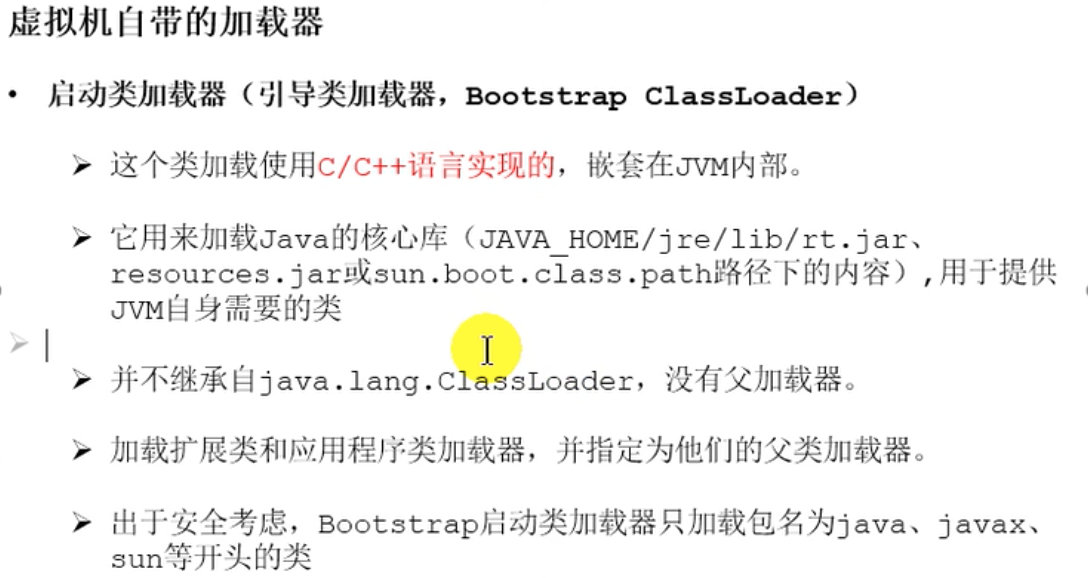 虚拟机自带的加载器
• 启动类加载器（引导类加载器，Bootstrap ClassLoader）
➢ 这个类加载使用C/C++语言实现的，嵌套在JVM内部。
➢ 它用来加载Java的核心库（JAVA_HOME/jre/lib/rt.jar、
resources.jar或sun.boot.class.path路径下的内容）,用于提供
JVM自身需要的类
➢ 并不继承自java.lang.ClassLoader，没有父加载器。
➢ 加载扩展类和应用程序类加载器，并指定为他们的父类加载器。
➢ 出于安全考虑，Bootstrap启动类加载器只加载包名为java、javax、
sun等开头的类